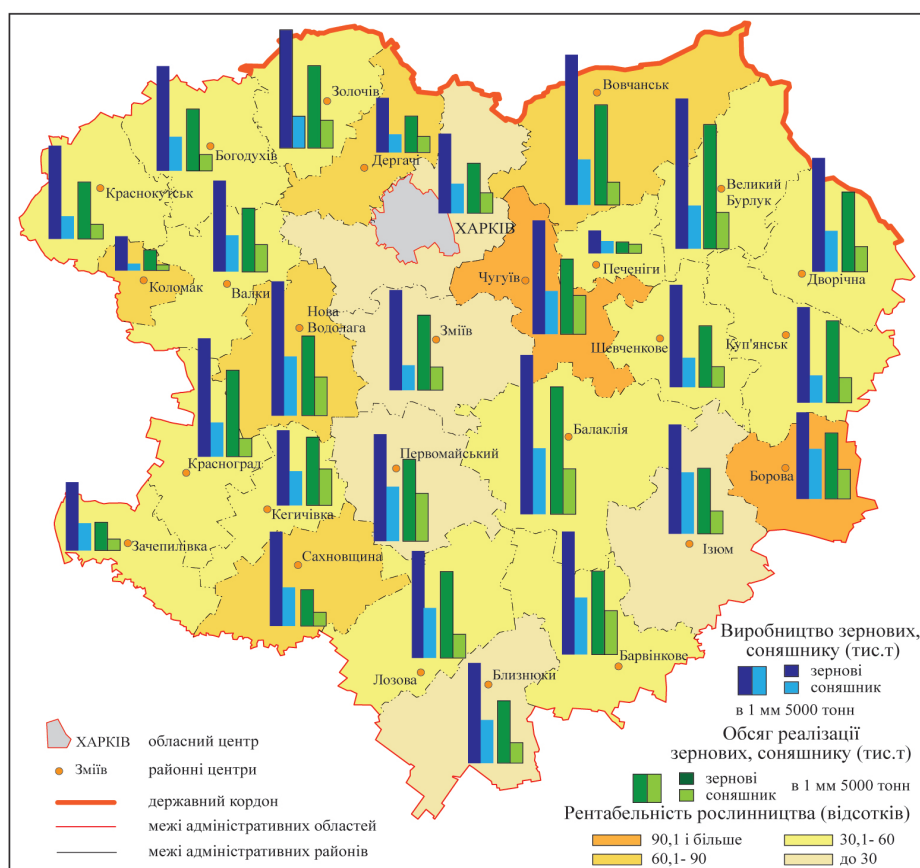 Золочів
Вовчанськ
Богодухів
Дергачі
Краснокутськ
Великий
Бурлук
ХАРКІВ
Печеніги
Чугуїв
Дворічна
Коломак
Валки
Нова
Водолага
Зміїв
Шевченкове
Куп'янськ
Балаклія
Первомайський
Борова
Красноград
Кегичівка
Зачепилівка
Ізюм
Сахновщина
Барвінкове
Лозова
Близнюки
Виробництво зернових,
соняшнику (тис.т)
зернові
соняшник
в 1 мм 5000 тонн
Обсяг реалізації
зернових, соняшнику (тис.т)
зернові
соняшник
в 1 мм 5000 тонн
Рентабельність рослинництва (відсотків)
90,1 і більше
30,1- 60
60,1- 90
до 30
ХАРКІВ обласний центр
Зміїв районні центри
державний кордон
межі адміністративних областей
межі адміністративних районів